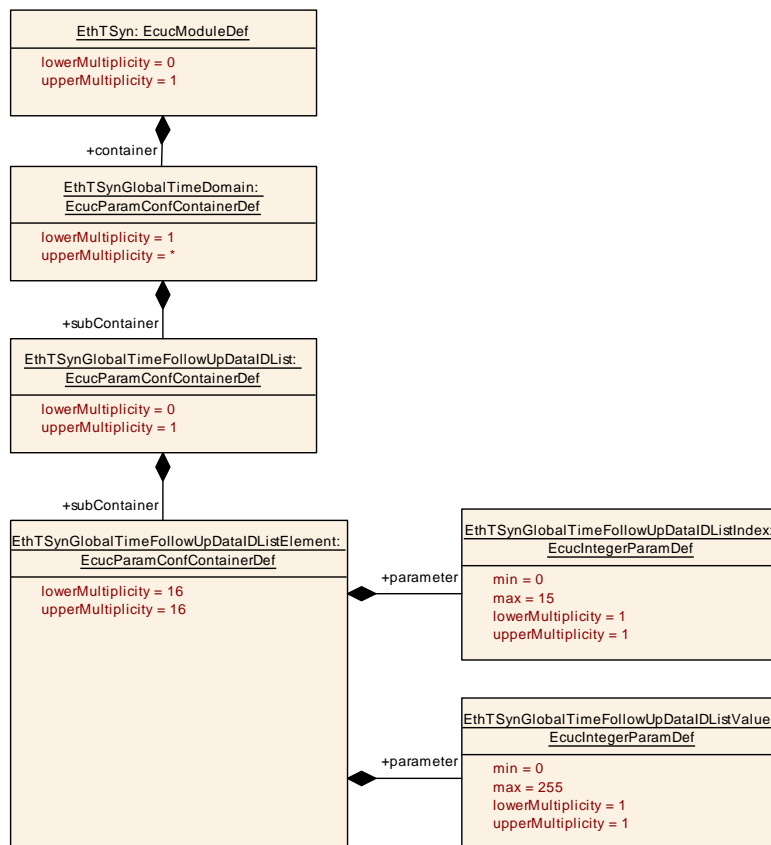 EthTSyn: EcucModuleDef
lowerMultiplicity = 0
upperMultiplicity = 1
+container
EthTSynGlobalTimeDomain:
EcucParamConfContainerDef
lowerMultiplicity = 1
upperMultiplicity = *
+subContainer
EthTSynGlobalTimeFollowUpDataIDList:
EcucParamConfContainerDef
lowerMultiplicity = 0
upperMultiplicity = 1
+subContainer
EthTSynGlobalTimeFollowUpDataIDListElement:
EcucParamConfContainerDef
lowerMultiplicity = 16
upperMultiplicity = 16
+parameter
EthTSynGlobalTimeFollowUpDataIDListIndex:
EcucIntegerParamDef
min = 0
max = 15
lowerMultiplicity = 1
upperMultiplicity = 1
+parameter
EthTSynGlobalTimeFollowUpDataIDListValue
EcucIntegerParamDef
min = 0
max = 255
lowerMultiplicity = 1
upperMultiplicity = 1